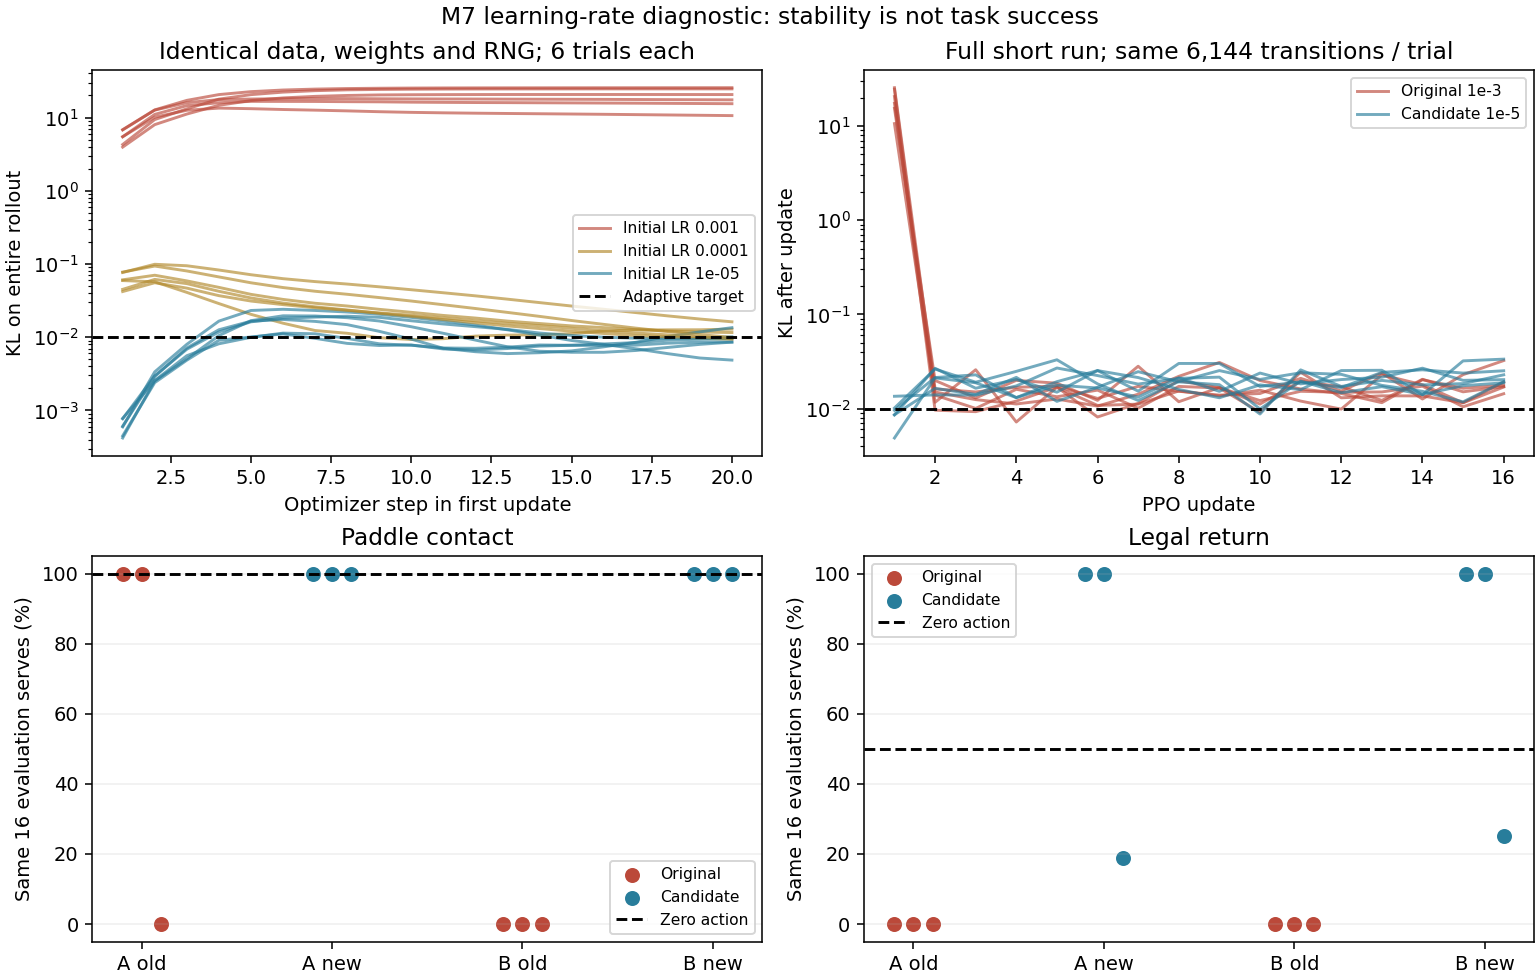 M7 learning-rate diagnostic: stability is not task success
Identical data, weights and RNG; 6 trials each
KL on entire rollout
10¹
10⁰
10⁻¹
10⁻²
10⁻³
Initial LR 0.001
Initial LR 0.0001
Initial LR 1e-05
Adaptive target
2.5 5.0 7.5 10.0 12.5 15.0 17.5 20.0
Optimizer step in first update
Full short run; same 6,144 transitions / trial
KL after update
10¹
10⁰
10⁻¹
10⁻²
Original 1e-3
Candidate 1e-5
2 4 6 8 10 12 14 16
PPO update
Paddle contact
Same 16 evaluation serves (%)
100
80
60
40
20
0
Original
Candidate
Zero action
A old A new B old B new
Legal return
Same 16 evaluation serves (%)
100
80
60
40
20
0
Original
Candidate
Zero action
A old A new B old B new